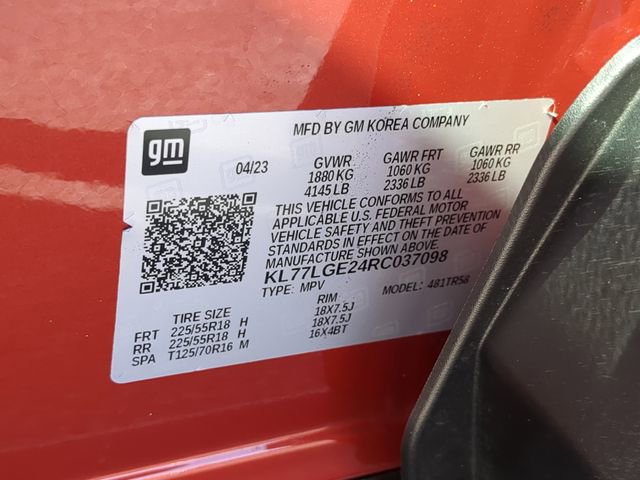 MFD BY GM KOREA COMPANY
gm
04/23
GVWR GAWR FRT GAWR RR
1880 KG 1060 KG 1060 KG
4145 LB 2336 LB 2336 LB
THIS VEHICLE CONFORMS TO ALL
APPLICABLE U.S. FEDERAL MOTOR
VEHICLE SAFETY AND THEFT PREVENTION
STANDARDS IN EFFECT ON THE DATE OF
MANUFACTURE SHOWN ABOVE.
KL77LGE24RC037098
TYPE: MPV MODEL: 481TR58
TIRE SIZE RIM
FRT 225/55R18 H 18X7.5J
RR 225/55R18 H 18X7.5J
SPA T125/70R16 M 16X4BT